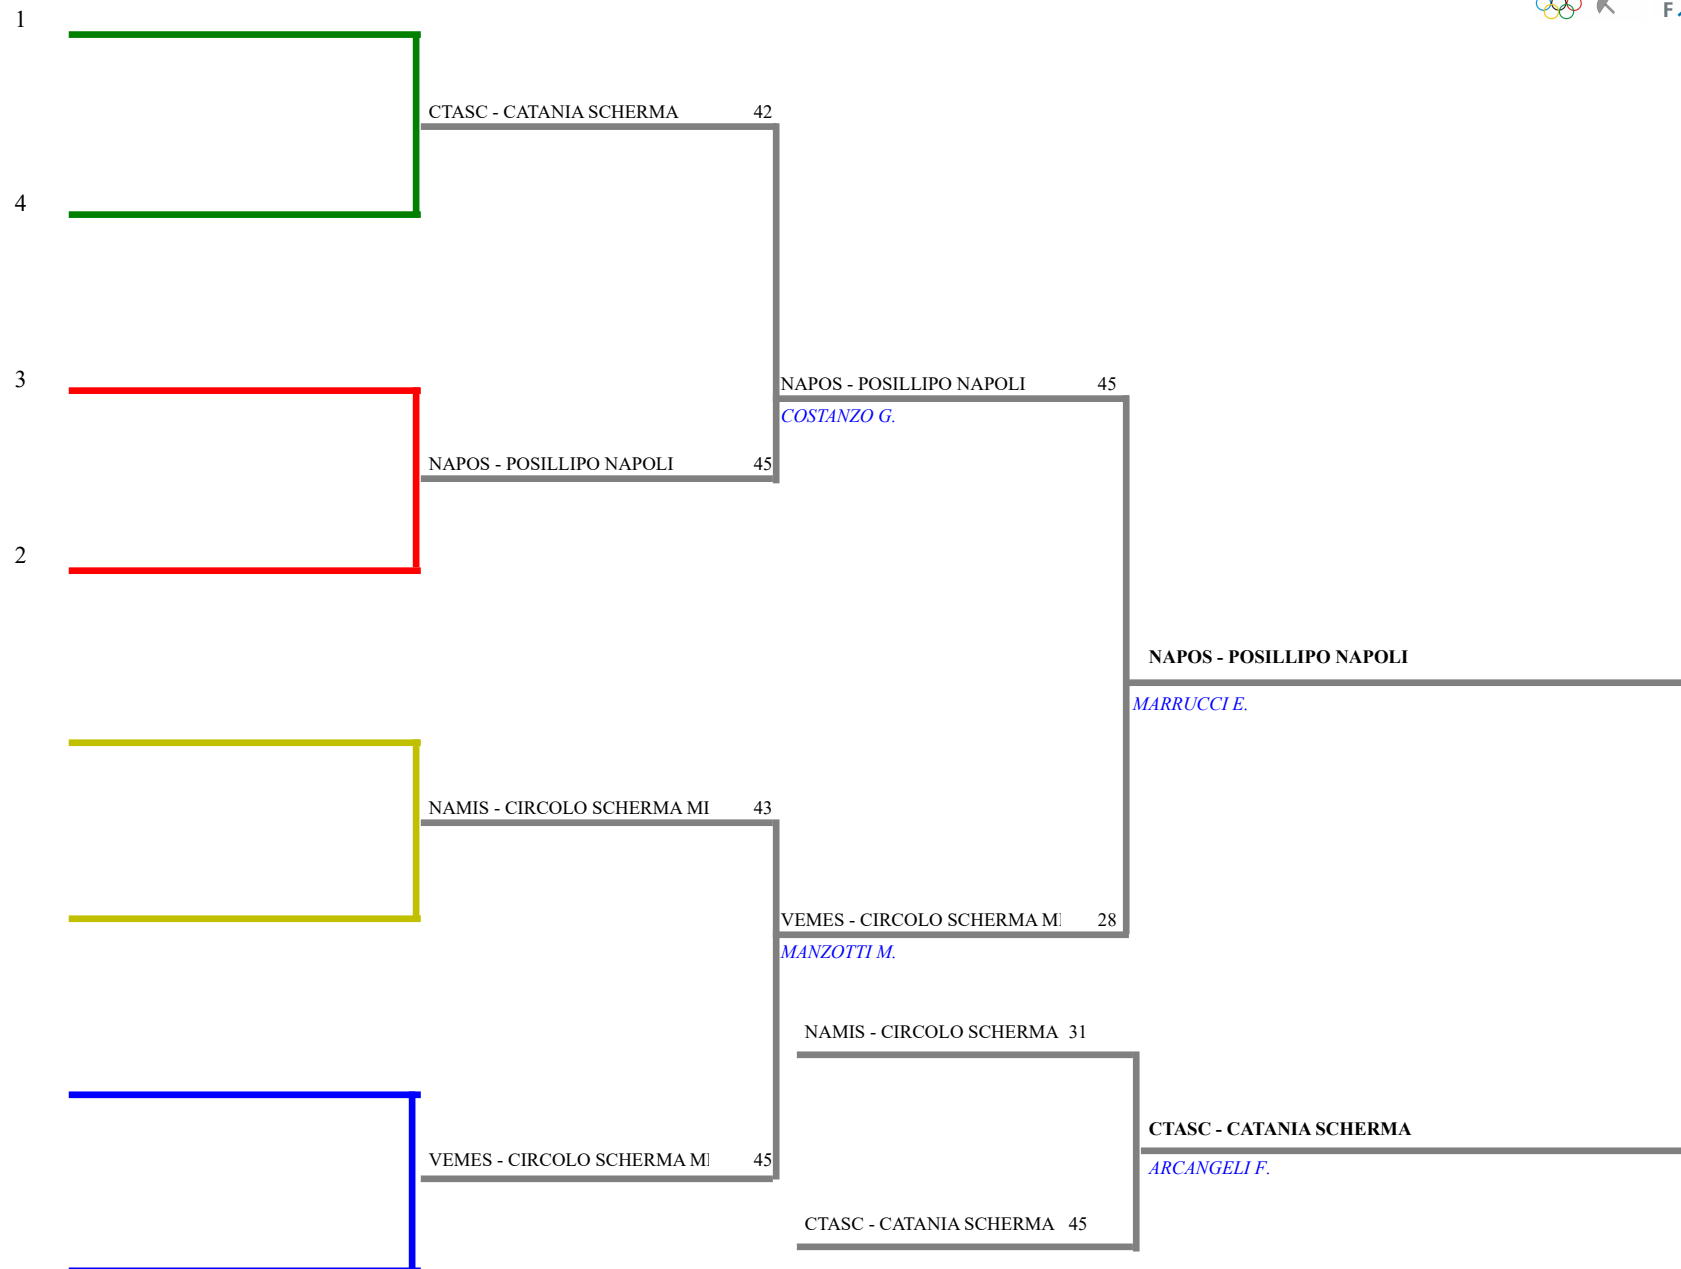 1
F
CTASC - CATANIA SCHERMA 42
4
3
NAPOS - POSILLIPO NAPOLI 45
COSTANZO G.
NAPOS - POSILLIPO NAPOLI 45
2
NAPOS - POSILLIPO NAPOLI
MARRUCCI E.
NAMIS - CIRCOLO SCHERMA MI 43
VEMES - CIRCOLO SCHERMA MI 28
MANZOTTI M.
NAMIS - CIRCOLO SCHERMA 31
CTASC - CATANIA SCHERMA
VEMES - CIRCOLO SCHERMA MI 45
ARCANGELI F.
CTASC - CATANIA SCHERMA 45